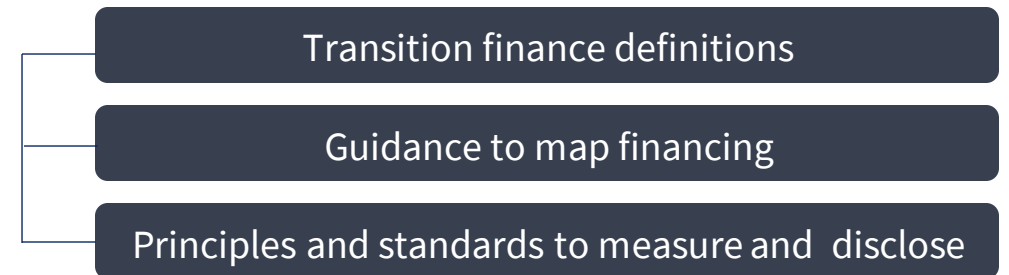 Transition finance definitions
Guidance to map financing
Principles and standards to measure and disclose